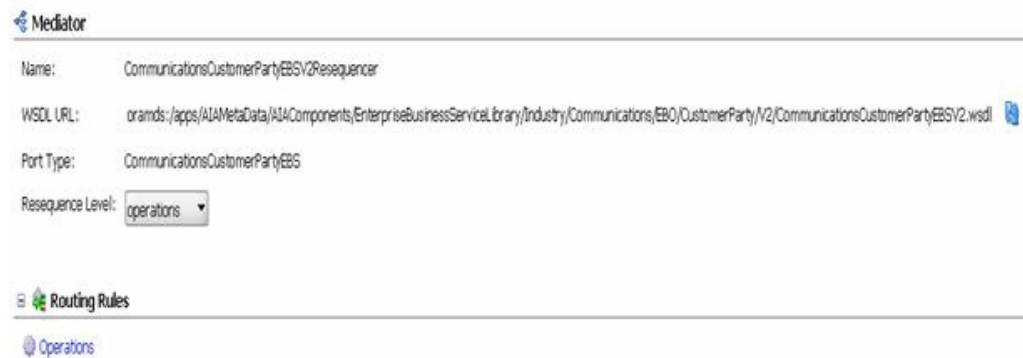 Mediator
Name: CommunicationsCustomerPartyEBSV2Resequencer
WSDL URL: oramds:/apps/AIAMetaData/AIAComponents/EnterpriseBusinessServiceLibrary/Industry/Communications/EBO/CustomerParty/V2/CommunicationsCustomerPartyEBSV2.wsdl
Port Type: CommunicationsCustomerPartyEBS
Resequence Level: operations
Routing Rules
Operations